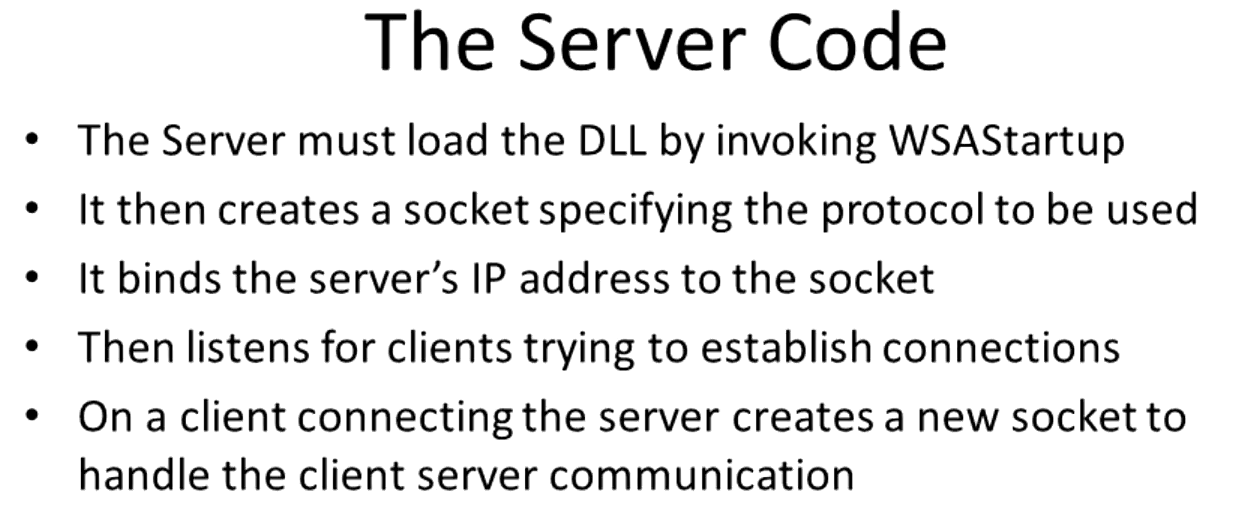 The Server Code
• The Server must load the DLL by invoking WSAStartup
• It then creates a socket specifying the protocol to be used
• It binds the server’s IP address to the socket
• Then listens for clients trying to establish connections
• On a client connecting the server creates a new socket to
handle the client server communication